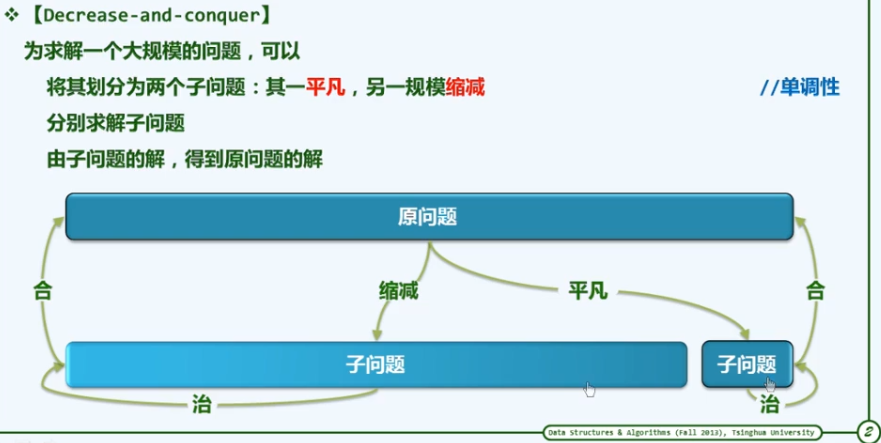 ❖【Decrease-and-conquer】
为求解一个大规模的问题，可以
将其划分为两个子问题：其一平凡，另一规模缩减 //单调性
分别求解子问题
由子问题的解，得到原问题的解
原问题
合 缩减 平凡 合
子问题 子问题
治 治
Data Structures & Algorithms (Fall 2013), Tsinghua University 2